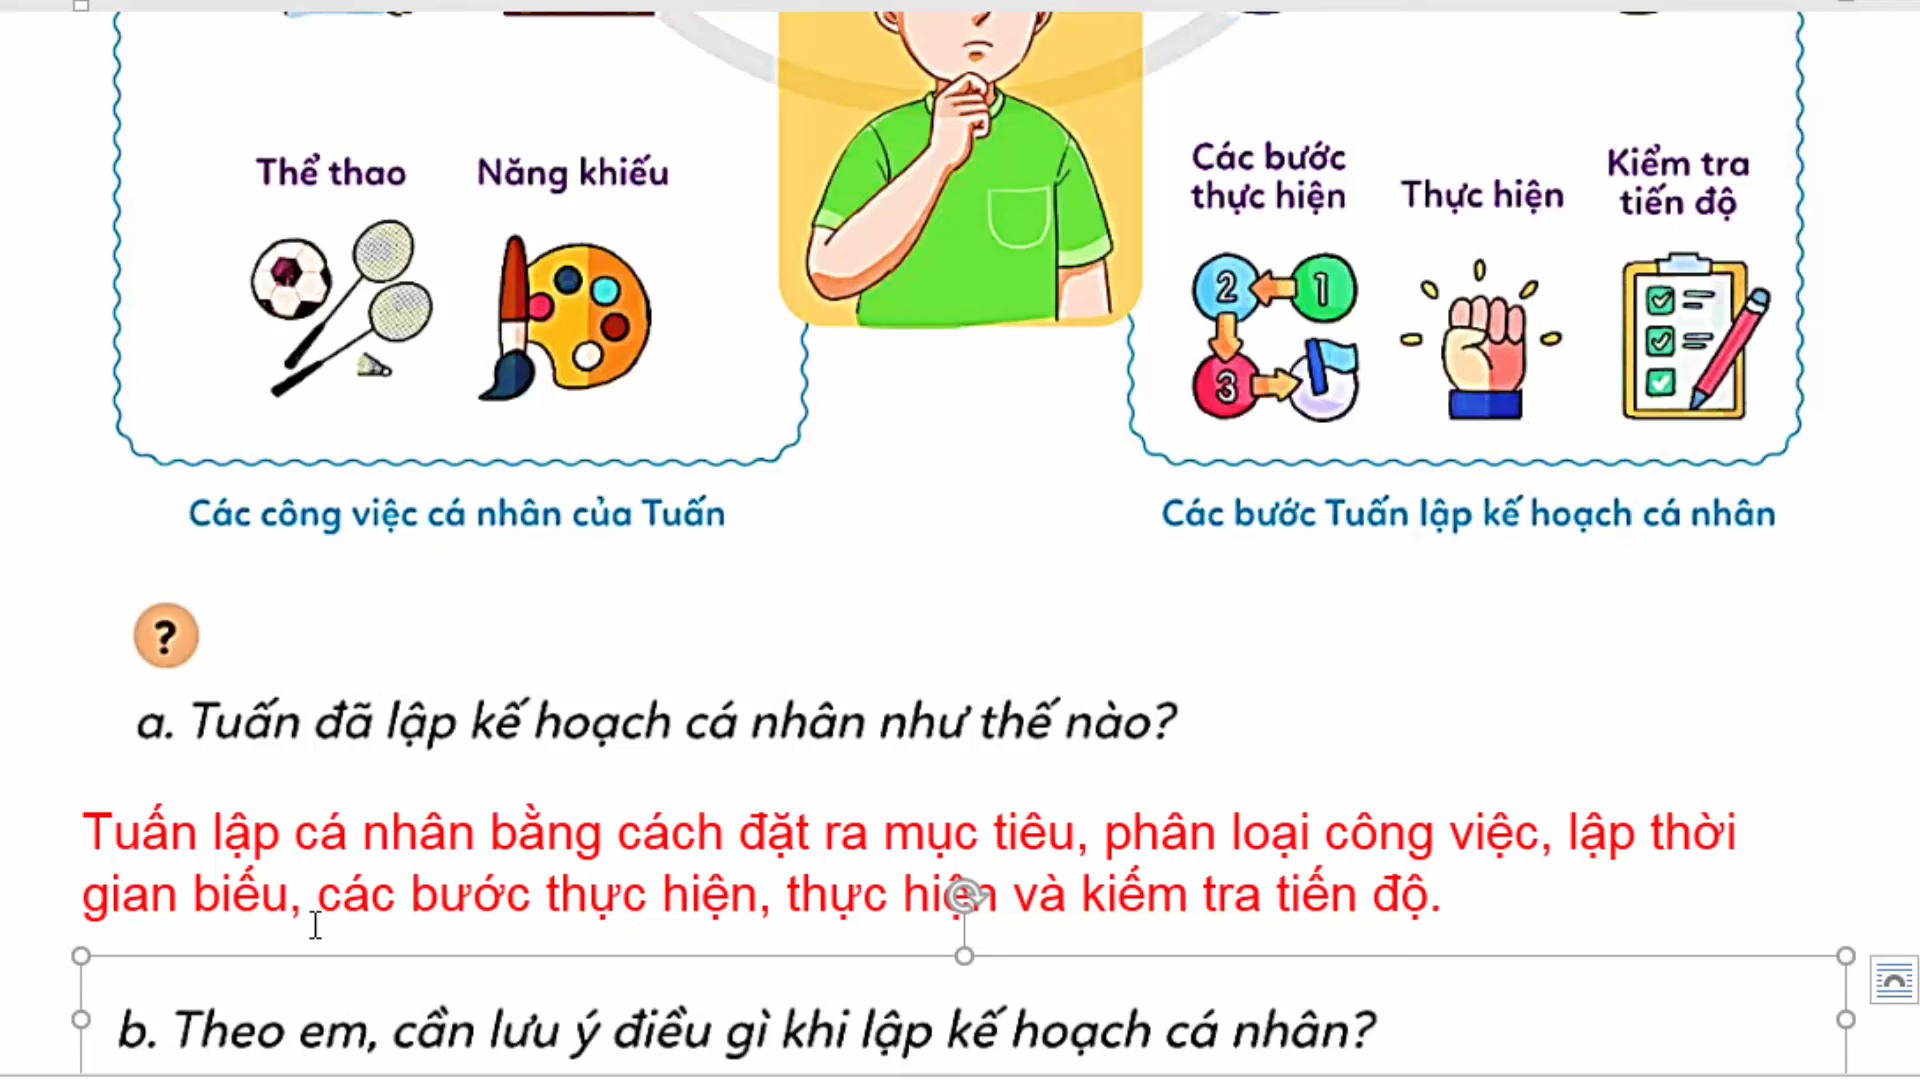 Thể thao
Năng khiếu
Các bước
thực hiện
Thực hiện
Kiểm tra
tiến độ
2
1
3
Các công việc cá nhân của Tuấn
Các bước Tuấn lập kế hoạch cá nhân
?
a. Tuấn đã lập kế hoạch cá nhân như thế nào?
Tuấn lập cá nhân bằng cách đặt ra mục tiêu, phân loại công việc, lập thời
gian biểu, các bước thực hiện, thực hiện và kiểm tra tiến độ.
b. Theo em, cần lưu ý điều gì khi lập kế hoạch cá nhân?